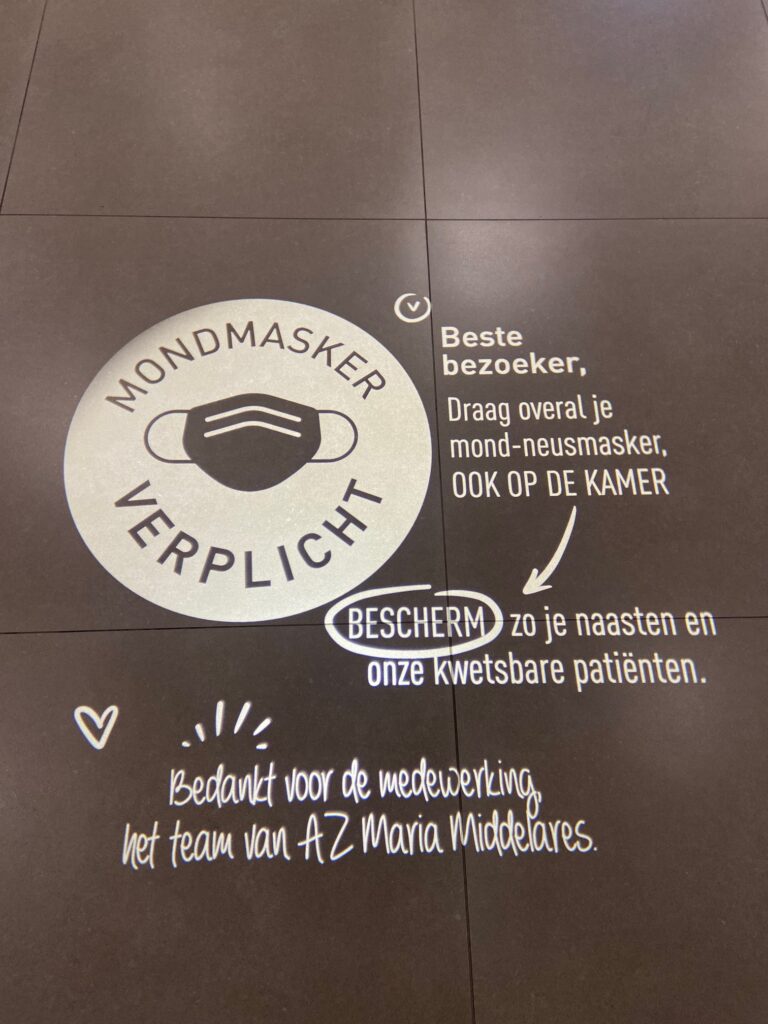 MONDMASKER
VERPLICHT
Beste
bezoeker,
Draag overal je
mond-neusmasker,
OOK OP DE KAMER
BESCHERM zo je naasten en
onze kwetsbare patiënten.
Bedankt voor de medewerking,
het team van AZ Maria Middelares.